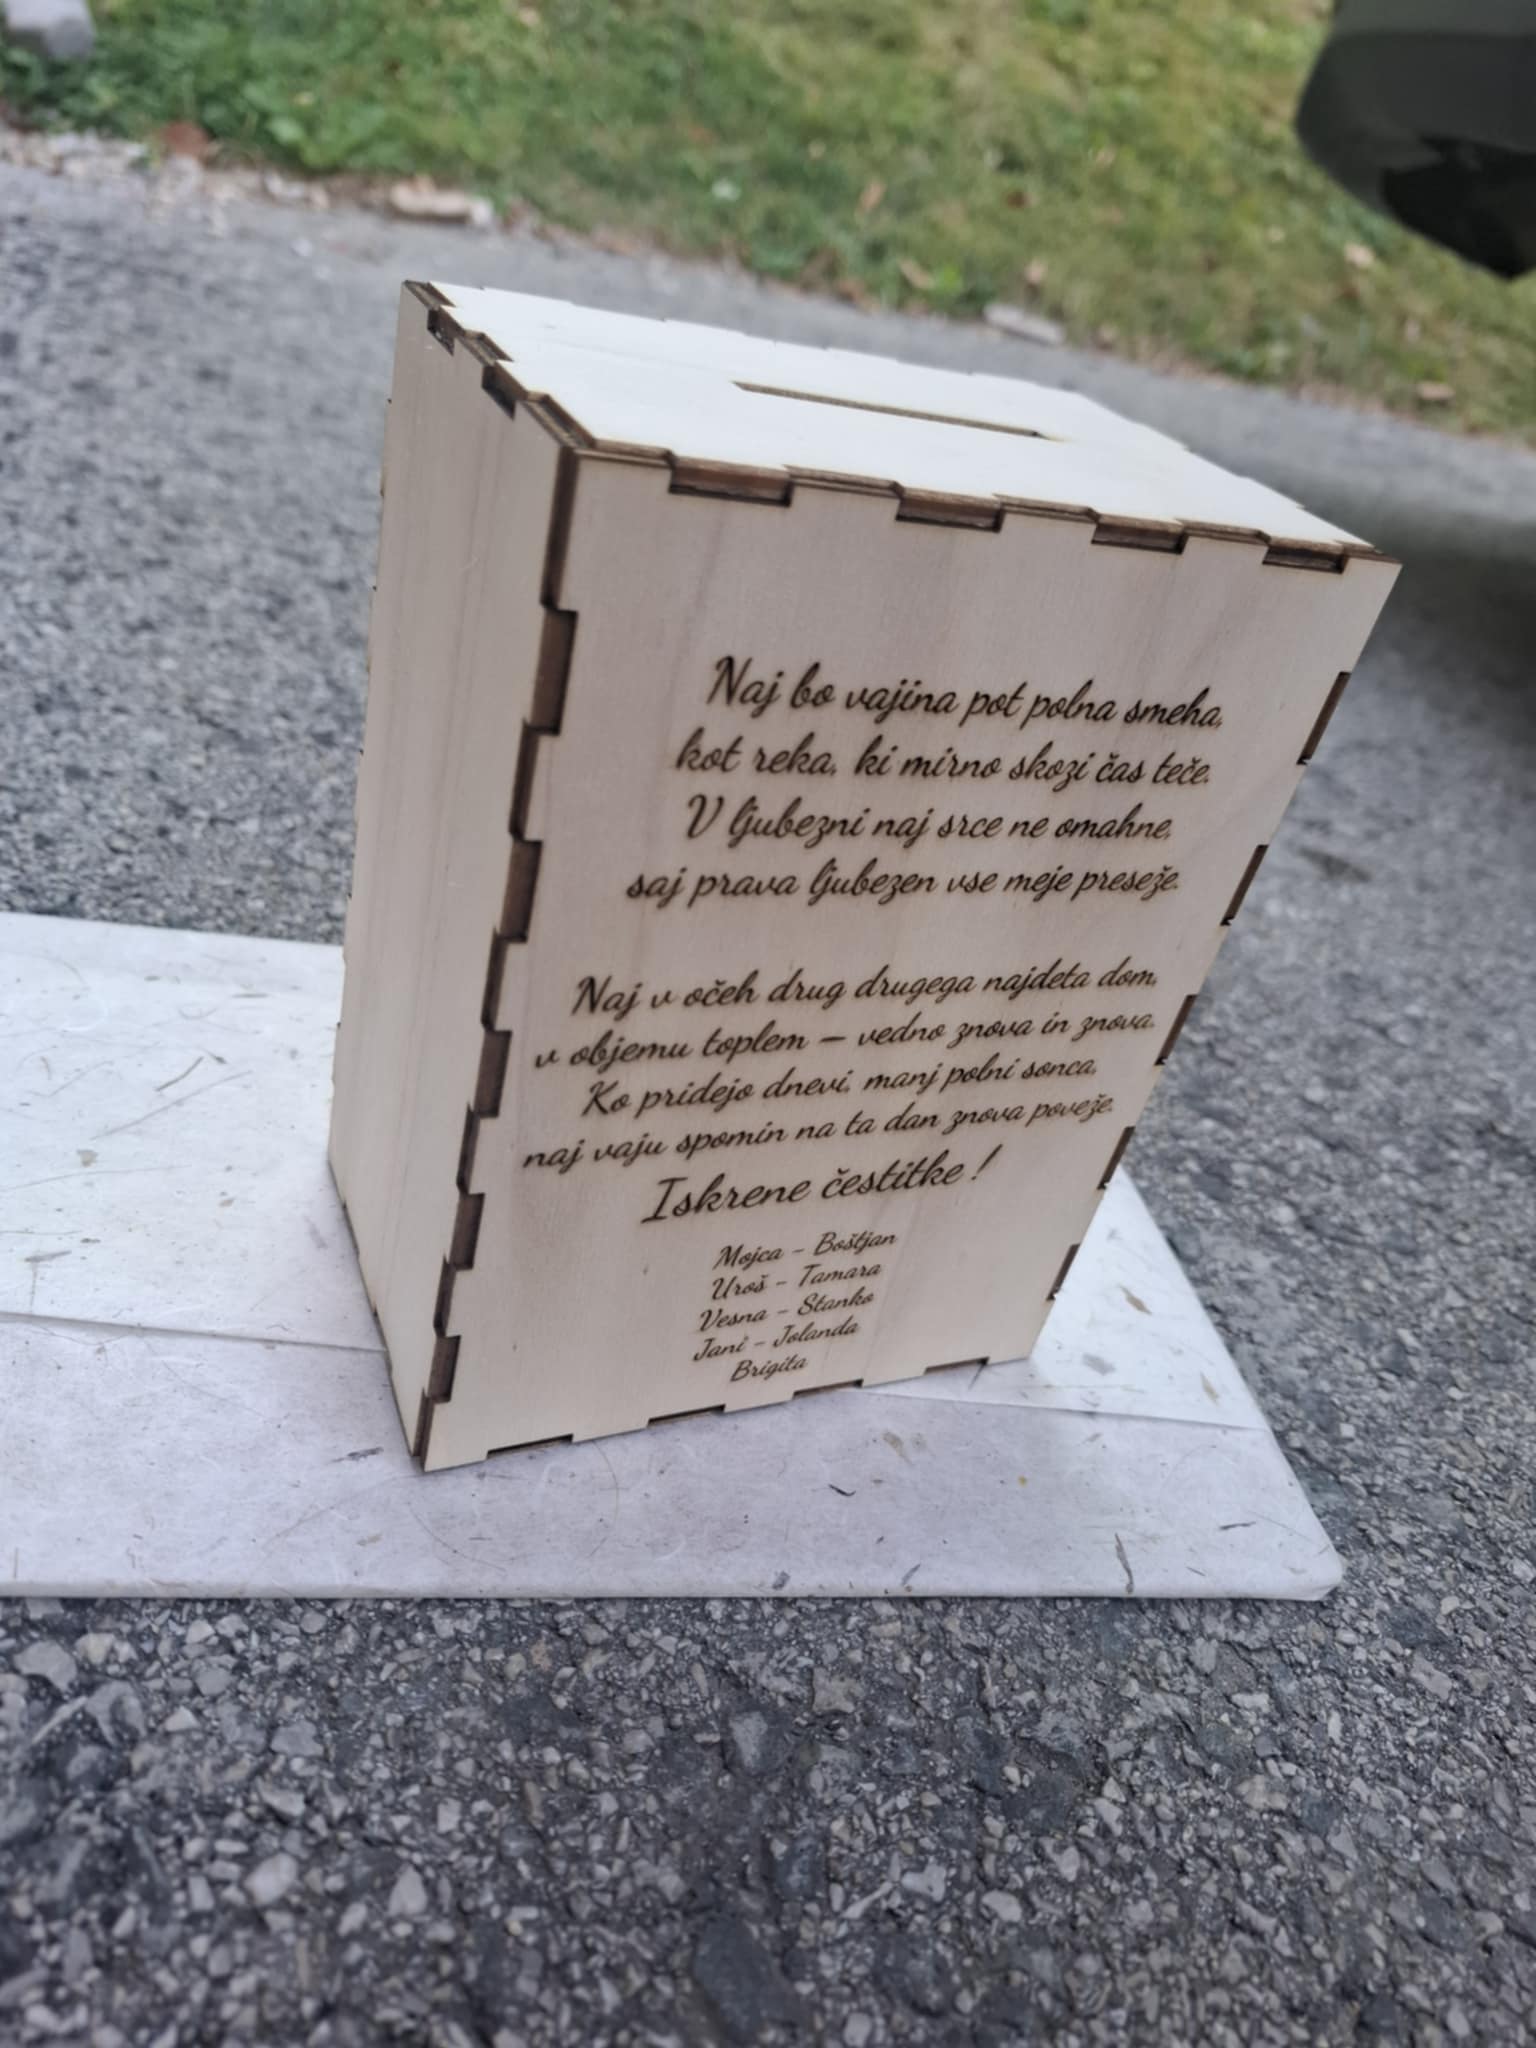 Naj bo vajina pot polna smeha,
kot reka, ki mirno skozi čas teče.
V ljubezni naj srce ne omahne,
saj prava ljubezen vse meje preseže.
Naj v očeh drug drugega najdeta dom,
v objemu toplem – vedno znova in znova.
Ko pridejo dnevi, manj polni sonca,
naj vaju spomin na ta dan znova poveže.
Iskrene čestitke !
Mojca - Boštjan
Uroš - Tamara
Vesna - Stanko
Jani - Jolanda
Brigita